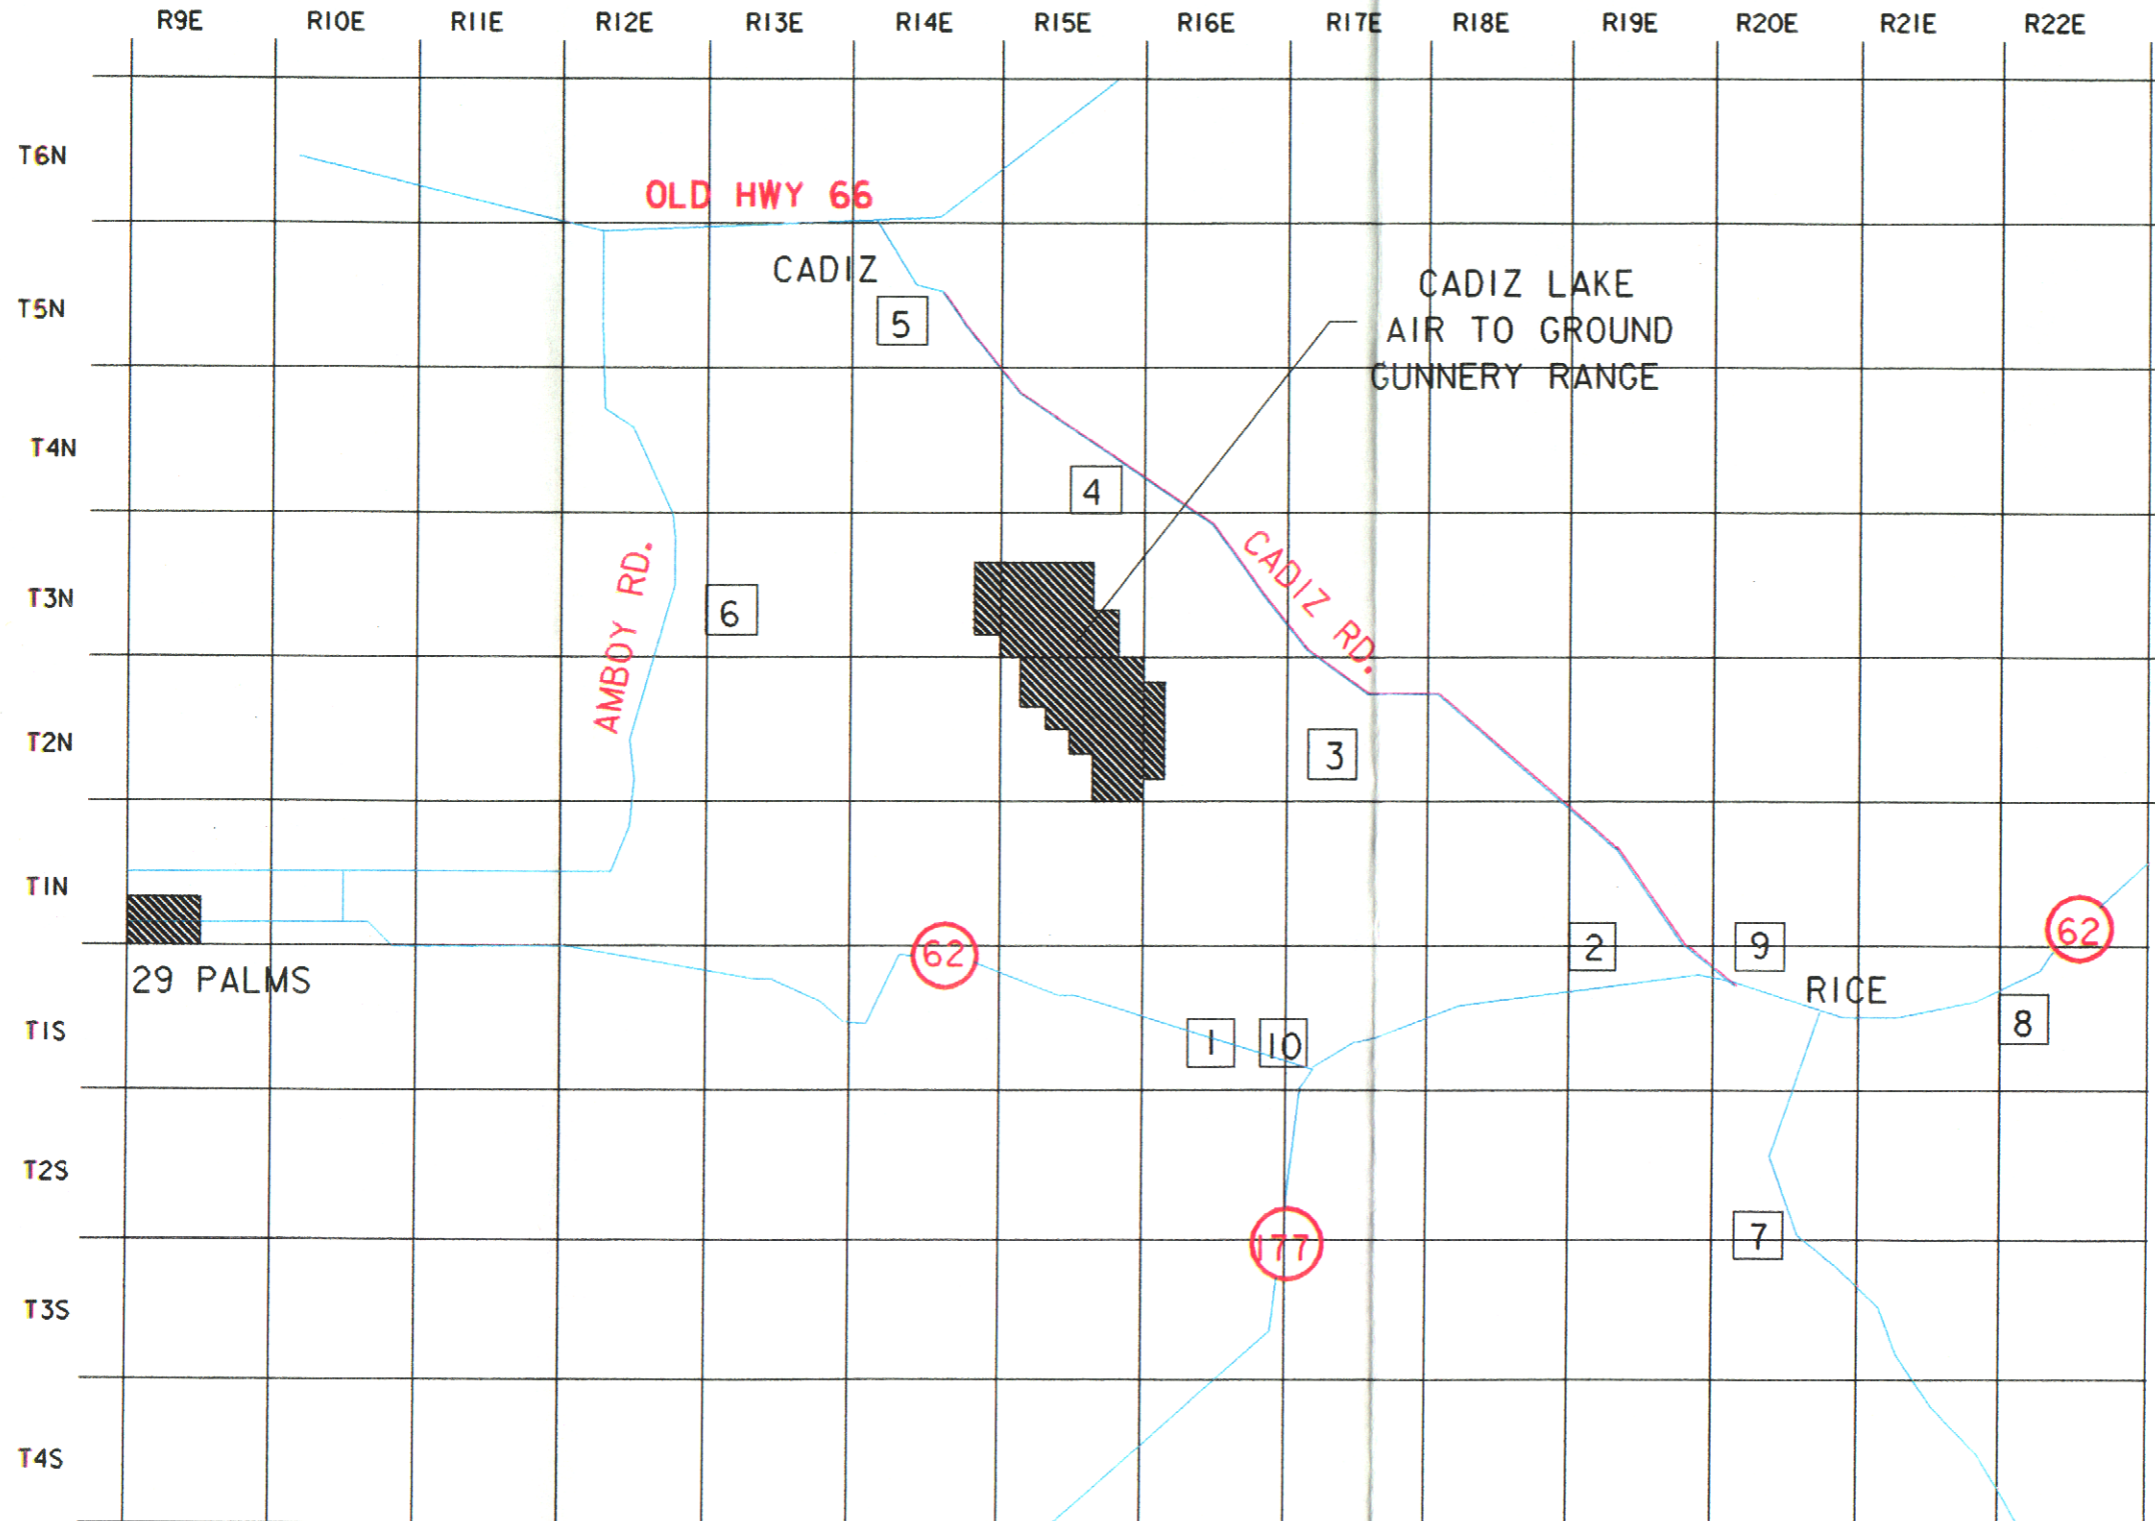 R9E R10E R11E R12E R13E R14E R15E R16E R17E R18E R19E R20E R21E R22E
T6N
OLD HWY 66
CADIZ
CADIZ LAKE
AIR TO GROUND
GUNNERY RANGE
T5N
5
T4N
4
CADIZ RD.
AMBOY RD.
T3N
6
T2N
3
T1N
62
62
2
9
29 PALMS
RICE
T1S
1
10
8
T2S
177
7
T3S
T4S